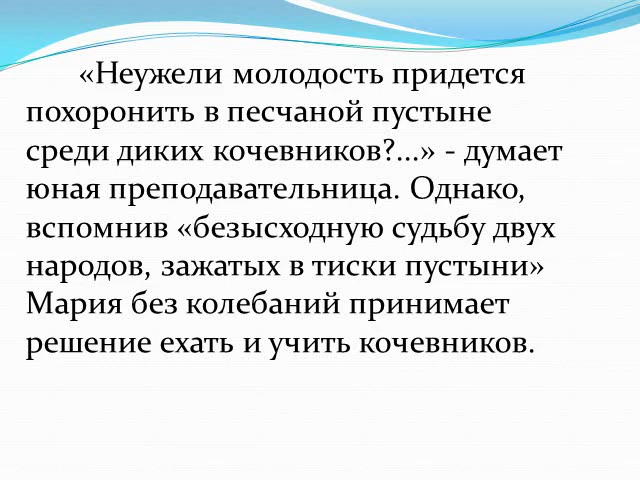 «Неужели молодость придется
похоронить в песчаной пустыне
среди диких кочевников?...» - думает
юная преподавательница. Однако,
вспомнив «безысходную судьбу двух
народов, зажатых в тиски пустыни»
Мария без колебаний принимает
решение ехать и учить кочевников.